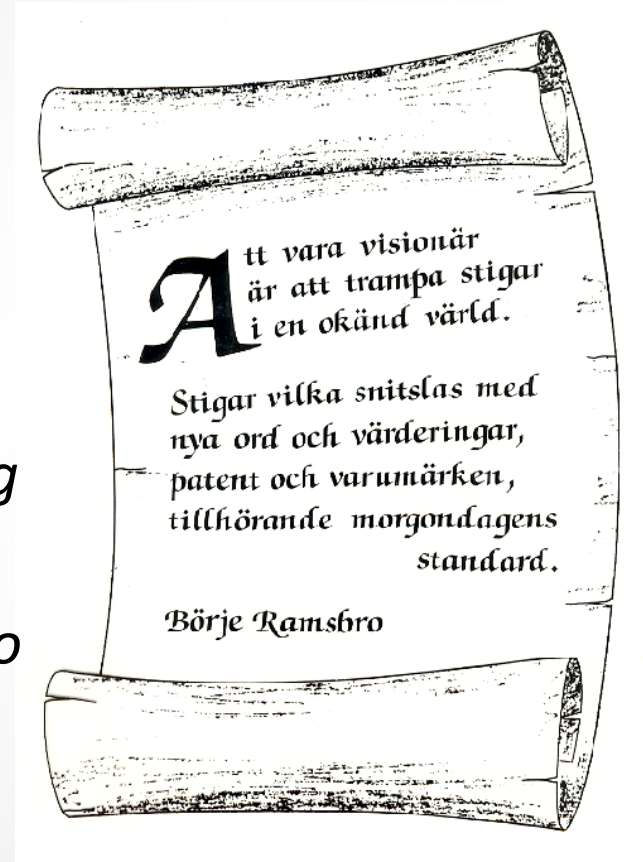 Att vara visionär
är att trampa stigar
i en okänd värld.
Stigar vilka snitslas med
nya ord och värderingar,
patent och varumärken,
tillhörande morgondagens
standard.
Börje Ramsbro
g
o